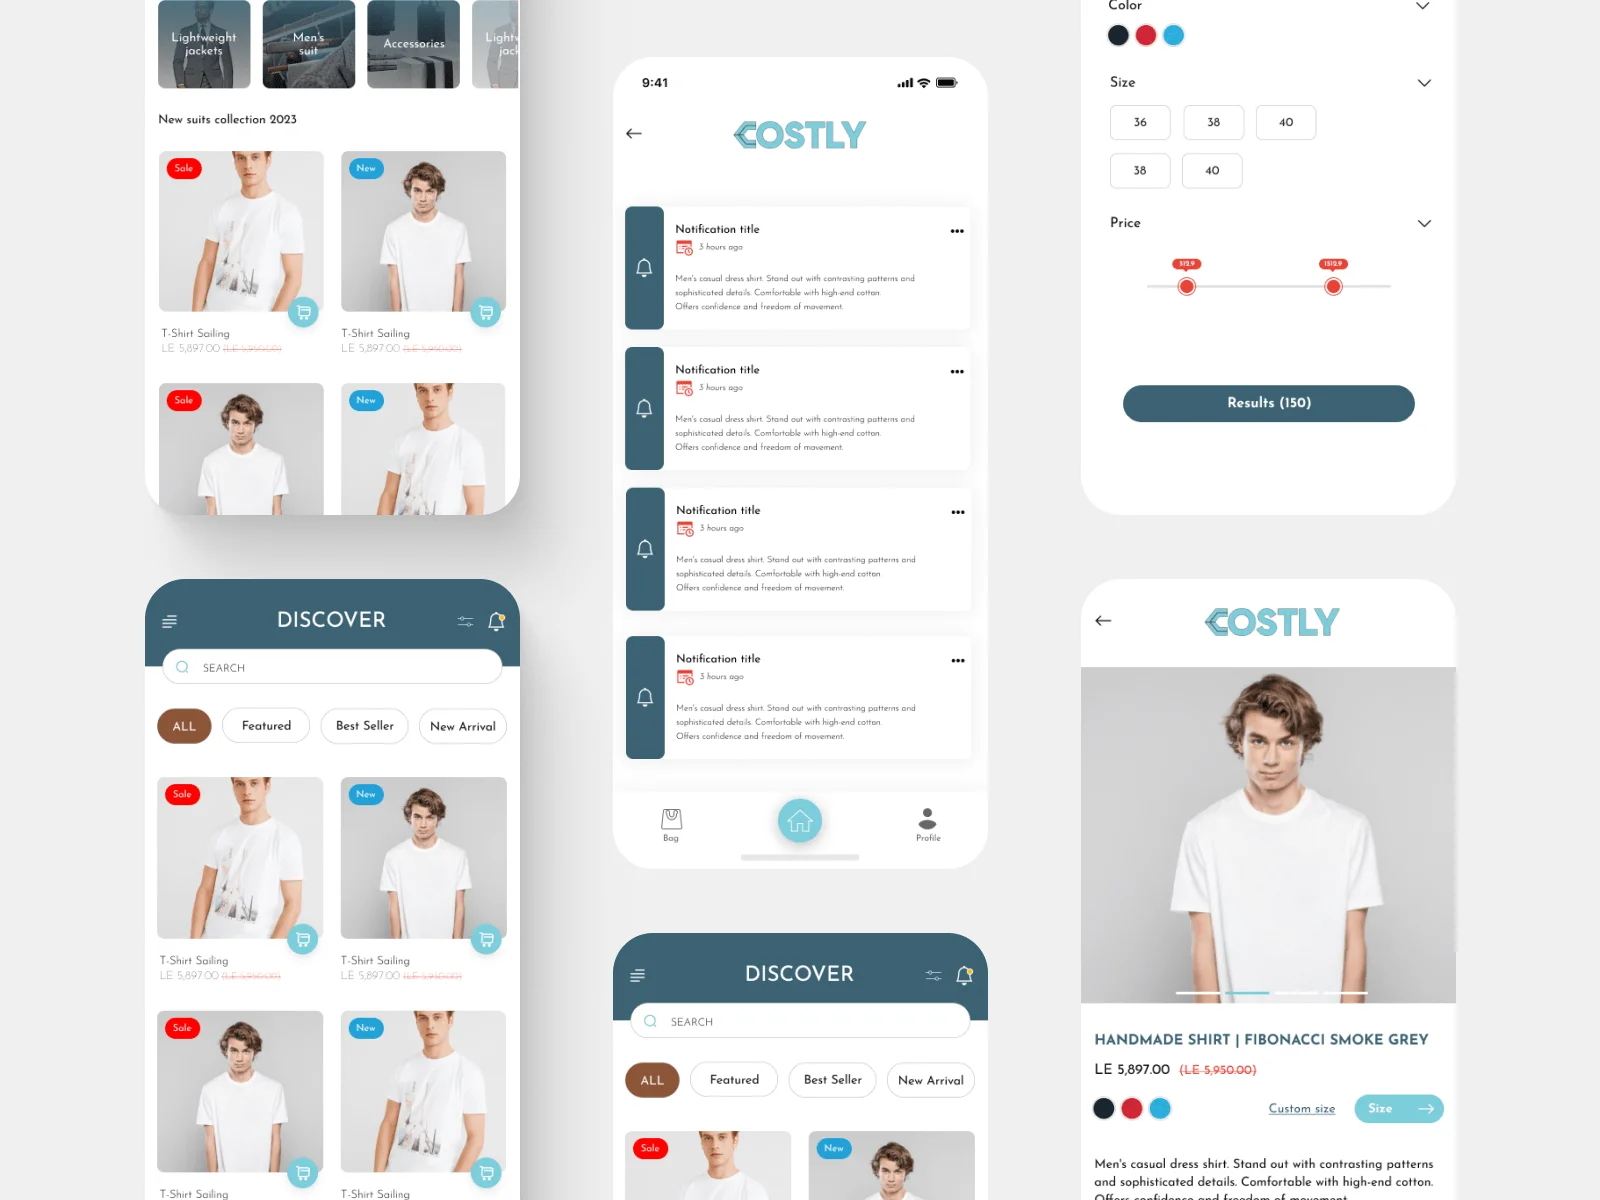 Lightweight
jackets
Men's
suit
Accessories
Lightw
jack
New suits collection 2023
Sale
New
T-Shirt Sailing
LE 5,897.00 (LE 5,950.00)
T-Shirt Sailing
LE 5,897.00 (LE 5,950.00)
Sale
New
DISCOVER
SEARCH
ALL
Featured
Best Seller
New Arrival
Sale
New
T-Shirt Sailing
LE 5,897.00 (LE 5,950.00)
T-Shirt Sailing
LE 5,897.00 (LE 5,950.00)
Sale
New
T-Shirt Sailing
T-Shirt Sailing
9:41
COSTLY
Notification title
3 hours ago
Men's casual dress shirt. Stand out with contrasting patterns and
sophisticated details. Comfortable with high-end cotton.
Offers confidence and freedom of movement.
Notification title
3 hours ago
Men's casual dress shirt. Stand out with contrasting patterns and
sophisticated details. Comfortable with high-end cotton.
Offers confidence and freedom of movement.
Notification title
3 hours ago
Men's casual dress shirt. Stand out with contrasting patterns and
sophisticated details. Comfortable with high-end cotton.
Offers confidence and freedom of movement.
Notification title
3 hours ago
Men's casual dress shirt. Stand out with contrasting patterns and
sophisticated details. Comfortable with high-end cotton.
Offers confidence and freedom of movement.
Bag
Profile
DISCOVER
SEARCH
ALL
Featured
Best Seller
New Arrival
Sale
New
Color
Size
36
38
40
38
40
Price
312.9
1512.9
Results (150)
COSTLY
HANDMADE SHIRT | FIBONACCI SMOKE GREY
LE 5,897.00 (LE 5,950.00)
Custom size
Size
Men's casual dress shirt. Stand out with contrasting patterns
and sophisticated details. Comfortable with high-end cotton.
Offers confidence and freedom of movement.